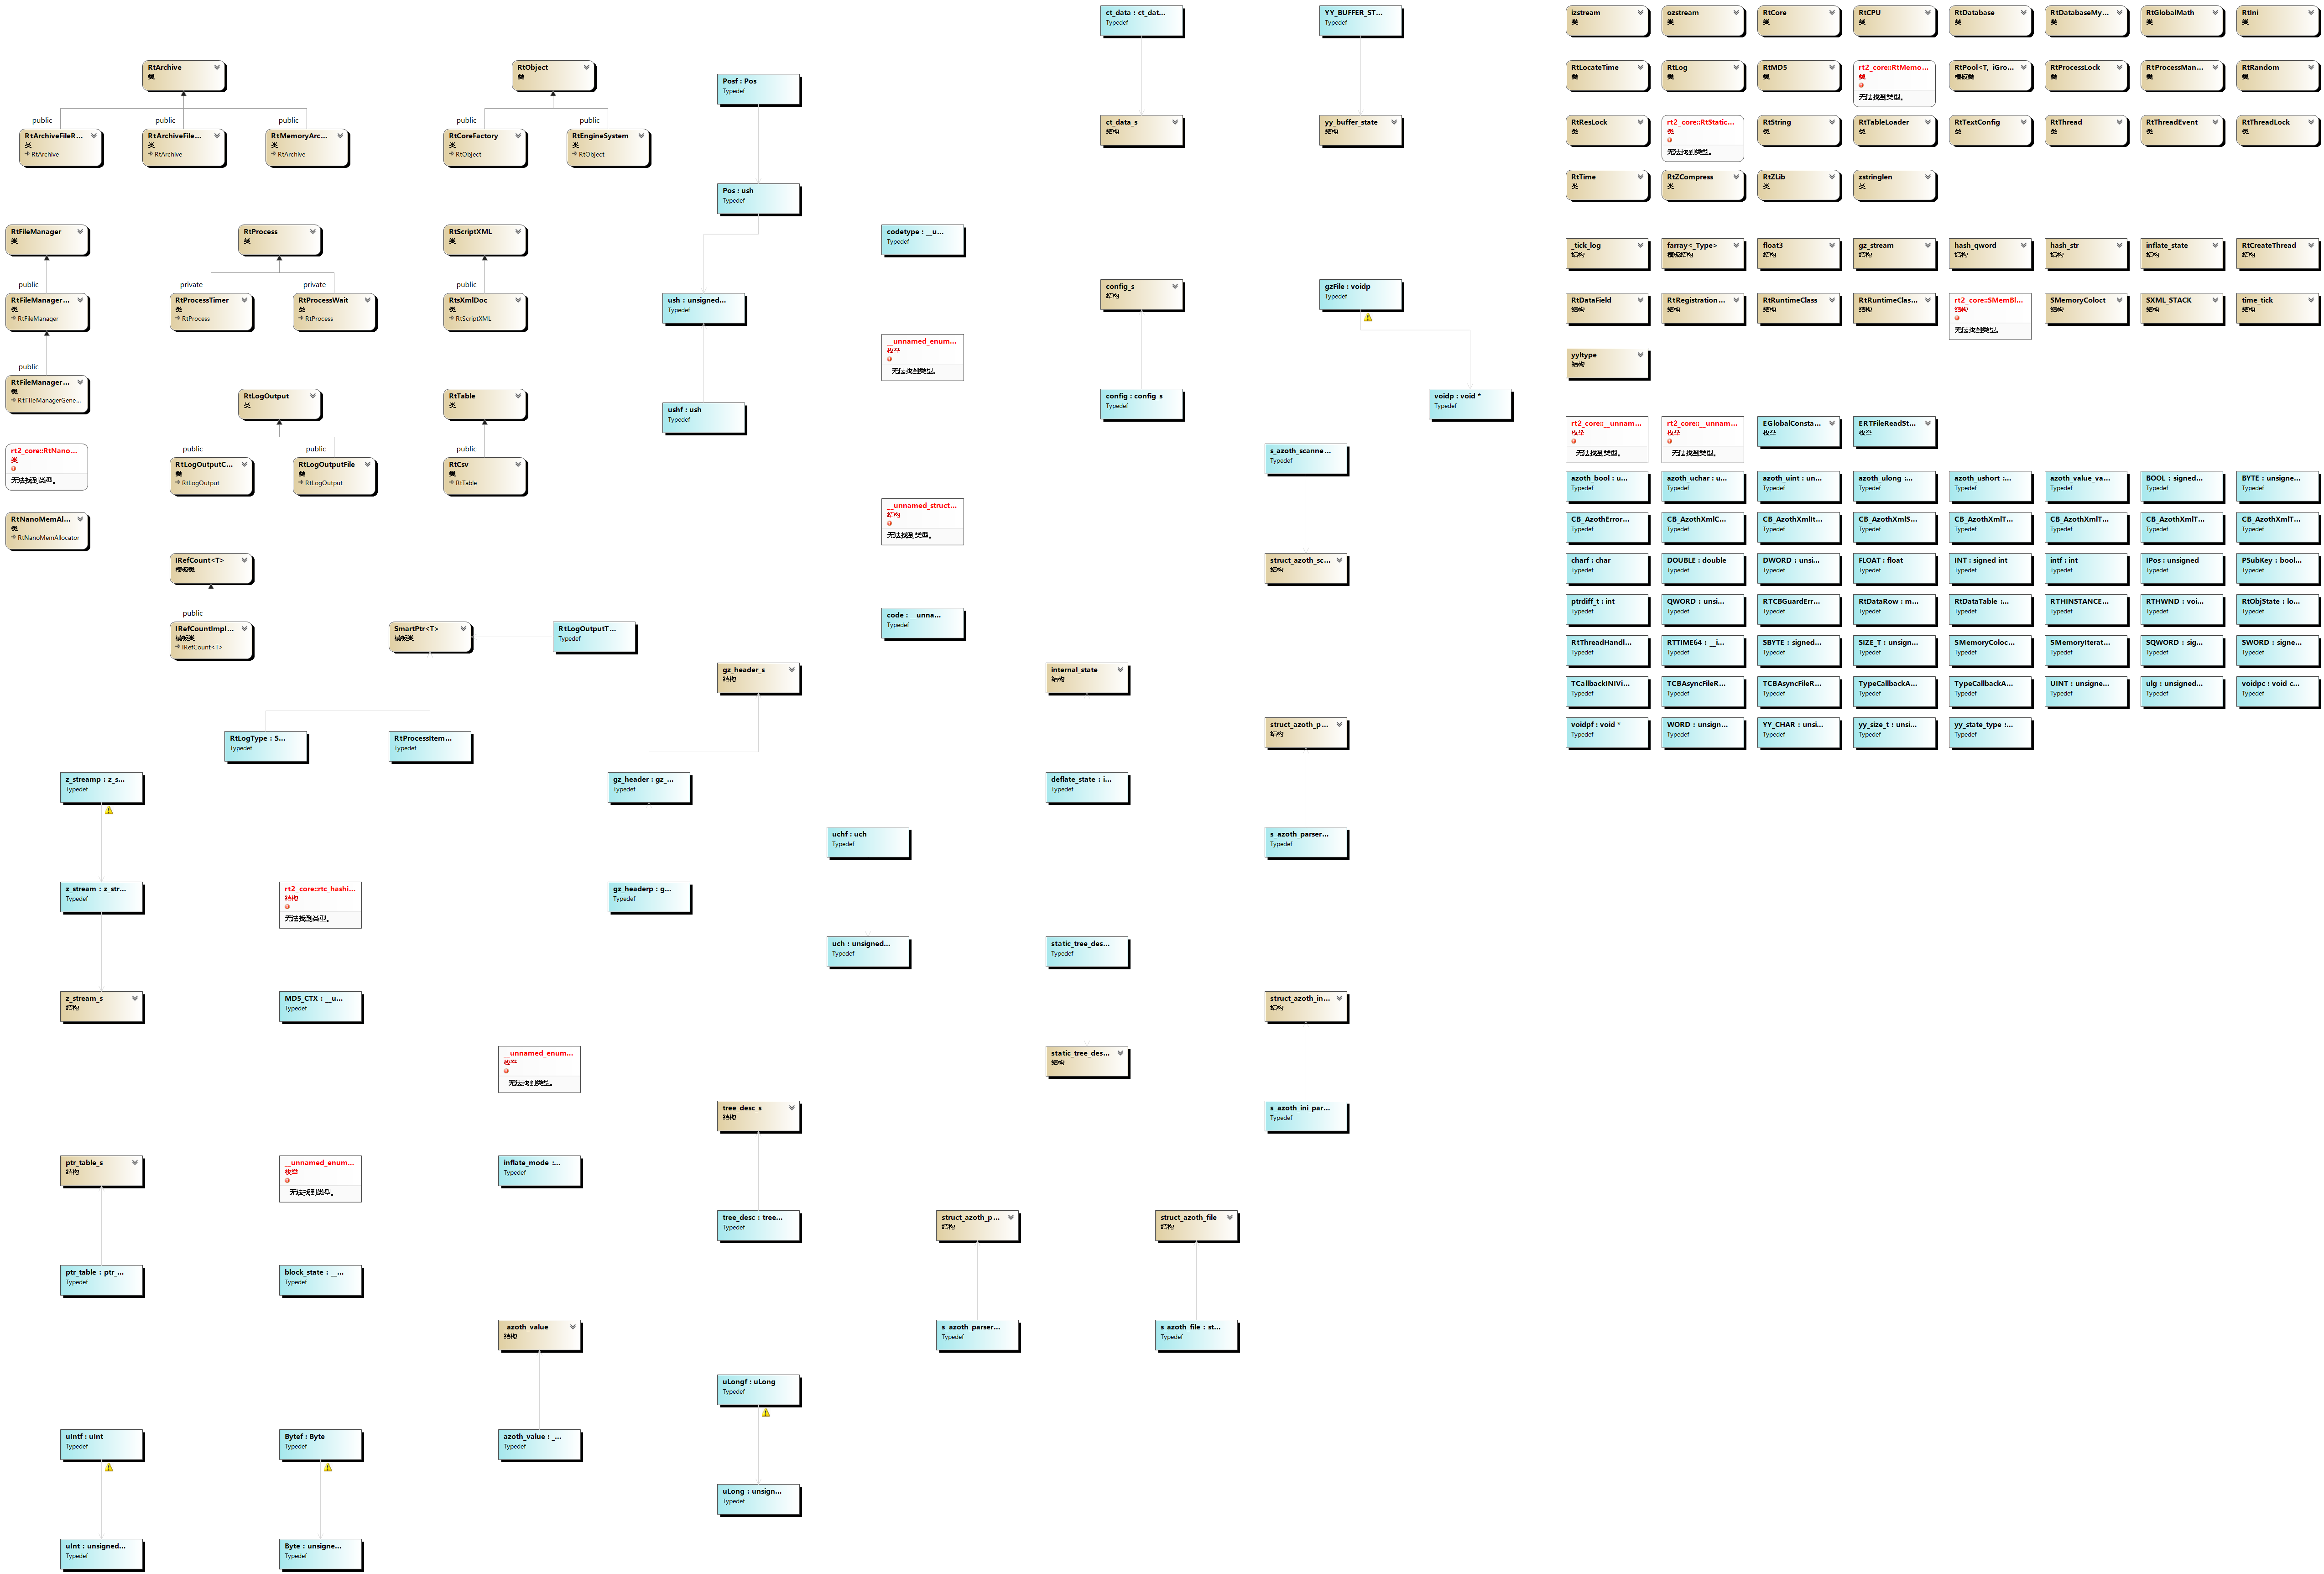 ct_data : ct_dat...
Typedef
YY_BUFFER_ST...
Typedef
RtArchive
类
RtObject
类
Posf : Pos
Typedef
public
public
public
public
public
RtArchiveFileR...
类
RtArchive
RtArchiveFile...
类
RtArchive
RtMemoryArc...
类
RtArchive
RtCoreFactory
类
RtObject
RtEngineSystem
类
RtObject
ct_data_s
结构
yy_buffer_state
结构
Pos : ush
Typedef
RtFileManager
类
RtProcess
类
RtScriptXML
类
codetype : __u...
Typedef
public
private
private
public
RtFileManager...
类
RtFileManager
RtProcessTimer
类
RtProcess
RtProcessWait
类
RtProcess
RtsXmlDoc
类
RtScriptXML
ush : unsigned...
Typedef
config_s
结构
gzFile : voidp
Typedef
__unnamed_enum...
枚举
无法找到类型。
public
RtFileManager...
类
RtFileManagerGene...
RtLogOutput
类
RtTable
类
ushf : ush
Typedef
config : config_s
Typedef
voidp : void *
Typedef
rt2_core::RtNano...
类
无法找到类型。
public
public
public
RtLogOutputC...
类
RtLogOutput
RtLogOutputFile
类
RtLogOutput
RtCsv
类
RtTable
s_azoth_scanne...
Typedef
__unnamed_struct...
结构
无法找到类型。
RtNanoMemAl...
类
RtNanoMemAllocator
IRefCount<T>
模板类
struct_azoth_sc...
结构
public
IRefCountImpl...
模板类
IRefCount<T>
SmartPtr<T>
模板类
RtLogOutputT...
Typedef
code : __unna...
Typedef
gz_header_s
结构
internal_state
结构
struct_azoth_p...
结构
RtLogType : S...
Typedef
RtProcessItem...
Typedef
z_streamp : z_s...
Typedef
gz_header : gz_...
Typedef
deflate_state : i...
Typedef
uchf : uch
Typedef
s_azoth_parser...
Typedef
z_stream : z_str...
Typedef
rt2_core::rtc_hashi...
结构
无法找到类型。
gz_headerp : g...
Typedef
uch : unsigned...
Typedef
static_tree_des...
Typedef
z_stream_s
结构
MD5_CTX : __u...
Typedef
struct_azoth_in...
结构
__unnamed_enum...
枚举
无法找到类型。
static_tree_des...
结构
tree_desc_s
结构
s_azoth_ini_par...
Typedef
ptr_table_s
结构
__unnamed_enum...
枚举
无法找到类型。
inflate_mode :...
Typedef
tree_desc : tree...
Typedef
struct_azoth_p...
结构
struct_azoth_file
结构
ptr_table : ptr_...
Typedef
block_state : __...
Typedef
_azoth_value
结构
s_azoth_parser...
Typedef
s_azoth_file : st...
Typedef
uLongf : uLong
Typedef
uIntf : uInt
Typedef
Bytef : Byte
Typedef
azoth_value : _...
Typedef
uLong : unsign...
Typedef
uInt : unsigned...
Typedef
Byte : unsigne...
Typedef
izstream
类
ozstream
类
RtCore
类
RtCPU
类
RtDatabase
类
RtDatabaseMy...
类
RtGlobalMath
类
RtIni
类
RtLocateTime
类
RtLog
类
RtMD5
类
rt2_core::RtMemo...
类
无法找到类型。
RtPool<T, iGro...
模板类
RtProcessLock
类
RtProcessMan...
类
RtRandom
类
RtResLock
类
rt2_core::RtStatic...
类
无法找到类型。
RtString
类
RtTableLoader
类
RtTextConfig
类
RtThread
类
RtThreadEvent
类
RtThreadLock
类
RtTime
类
RtZCompress
类
RtZLib
类
zstringlen
类
_tick_log
结构
farray<_Type>
模板结构
float3
结构
gz_stream
结构
hash_qword
结构
hash_str
结构
inflate_state
结构
RtCreateThread
结构
RtDataField
结构
RtRegistration...
结构
RtRuntimeClass
结构
RtRuntimeClas...
结构
rt2_core::SMemBl...
结构
无法找到类型。
SMemoryColoct
结构
SXML_STACK
结构
time_tick
结构
yyltype
结构
rt2_core::__unnam...
枚举
无法找到类型。
rt2_core::__unnam...
枚举
无法找到类型。
EGlobalConsta...
枚举
ERTFileReadSt...
枚举
azoth_bool : u...
Typedef
azoth_uchar : u...
Typedef
azoth_uint : un...
Typedef
azoth_ulong :...
Typedef
azoth_ushort :...
Typedef
azoth_value_va...
Typedef
BOOL : signed...
Typedef
BYTE : unsigne...
Typedef
CB_AzothError...
Typedef
CB_AzothXmlC...
Typedef
CB_AzothXmlIt...
Typedef
CB_AzothXmlS...
Typedef
CB_AzothXmlT...
Typedef
CB_AzothXmlT...
Typedef
CB_AzothXmlT...
Typedef
CB_AzothXmlT...
Typedef
charf : char
Typedef
DOUBLE : double
Typedef
DWORD : unsi...
Typedef
FLOAT : float
Typedef
INT : signed int
Typedef
intf : int
Typedef
IPos : unsigned
Typedef
PSubKey : bool...
Typedef
ptrdiff_t : int
Typedef
QWORD : unsi...
Typedef
RTCBGuardErr...
Typedef
RtDataRow : m...
Typedef
RtDataTable :...
Typedef
RTHINSTANCE...
Typedef
RTHWND : voi...
Typedef
RtObjState : lo...
Typedef
RtThreadHandl...
Typedef
RTTIME64 : __i...
Typedef
SBYTE : signed...
Typedef
SIZE_T : unsign...
Typedef
SMemoryColoc...
Typedef
SMemoryIterat...
Typedef
SQWORD : sig...
Typedef
SWORD : signe...
Typedef
TCallbackINIVi...
Typedef
TCBAsyncFileR...
Typedef
TCBAsyncFileR...
Typedef
TypeCallbackA...
Typedef
TypeCallbackA...
Typedef
UINT : unsigne...
Typedef
ulg : unsigned...
Typedef
voidpc : void c...
Typedef
voidpf : void *
Typedef
WORD : unsign...
Typedef
YY_CHAR : unsi...
Typedef
yy_size_t : unsi...
Typedef
yy_state_type :...
Typedef